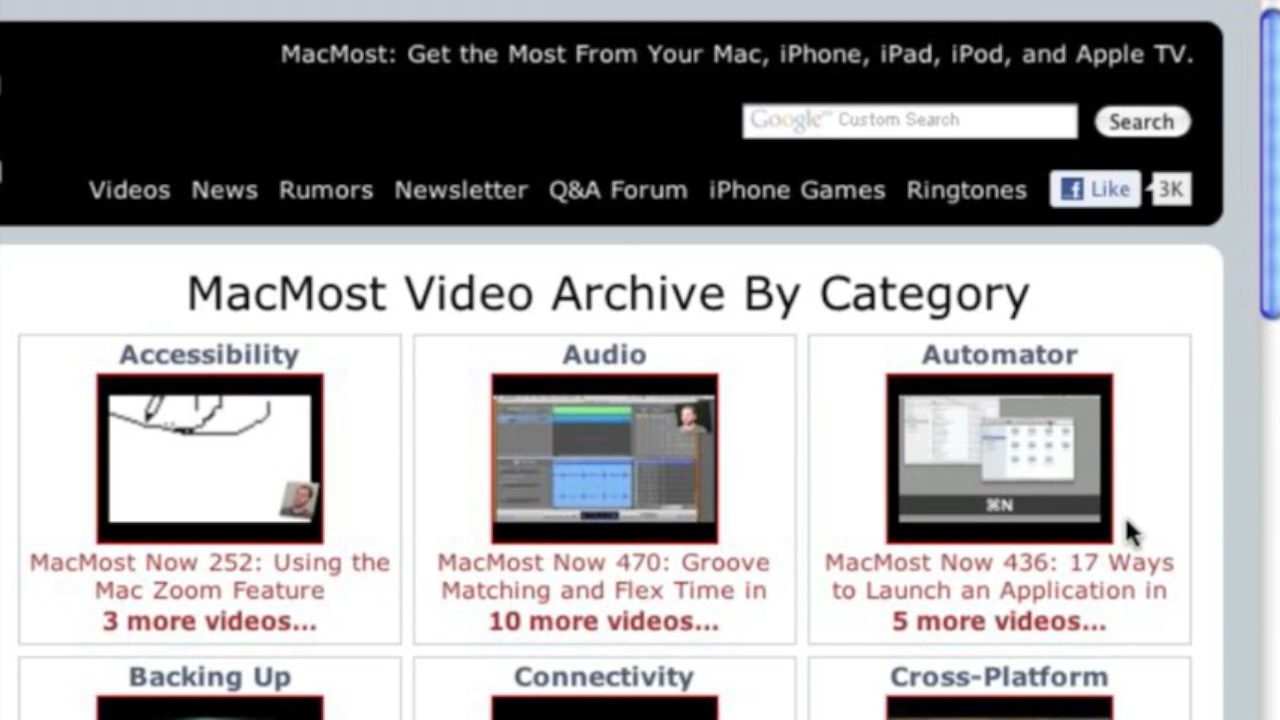 MacMost: Get the Most From Your Mac, iPhone, iPad, iPod, and Apple TV.
Google™ Custom Search
Search
Videos News Rumors Newsletter Q&A Forum iPhone Games Ringtones Like 3K
MacMost Video Archive By Category
Accessibility Audio Automator
⌘N
MacMost Now 252: Using the MacMost Now 470: Groove MacMost Now 436: 17 Ways
Mac Zoom Feature Matching and Flex Time in to Launch an Application in
3 more videos... 10 more videos... 5 more videos...
Backing Up Connectivity Cross-Platform